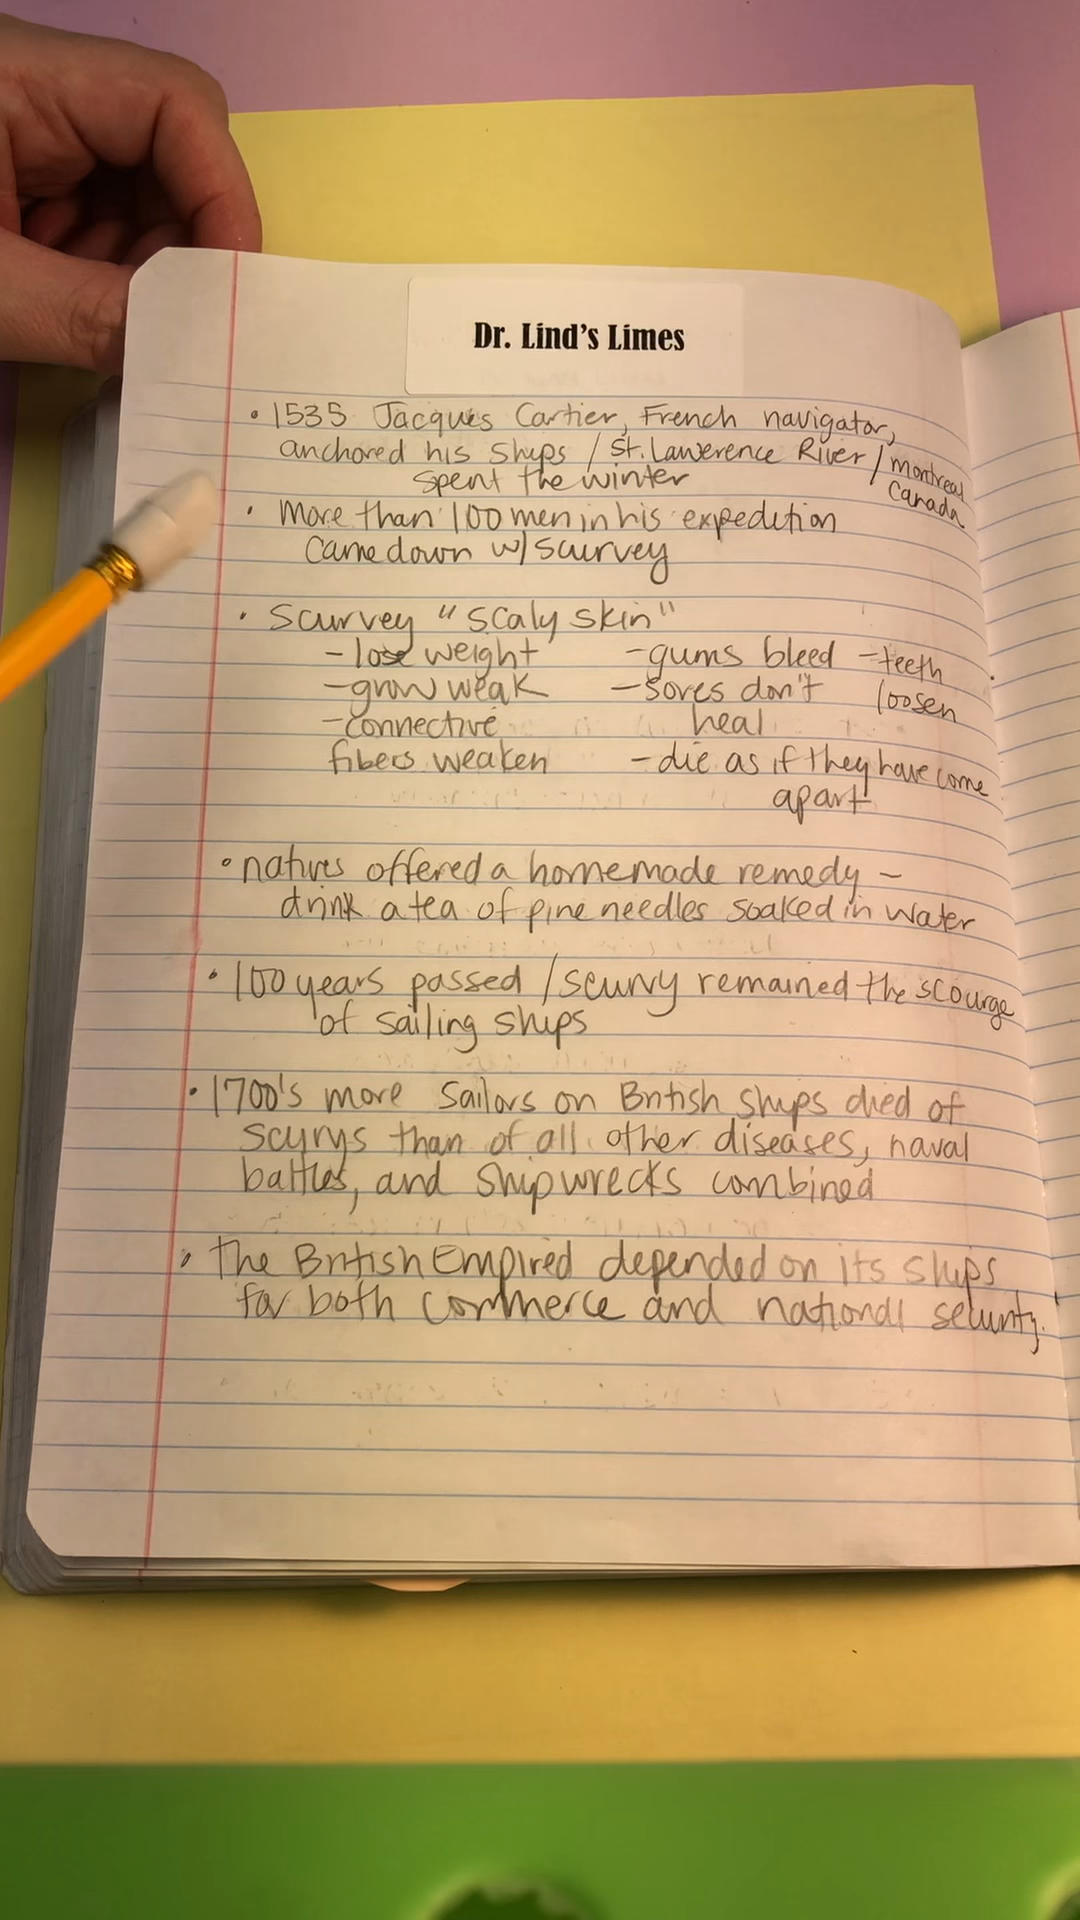 Dr. Lind's Limes
• 1535 Jacques Cartier, French navigator,
anchored his ships / St. Lawerence River / montreal
Canada
spent the winter
• More than 100 men in his expedition
came down w/ scurvey
• Scurvey "scaly skin"
- lose weight - gums bleed - teeth
- grow weak - sores don't loosen
- connective heal
fibers weaken - die as if they have come
apart
• natives offered a homemade remedy -
drink a tea of pine needles soaked in water
• 100 years passed / scurvy remained the scourge
of sailing ships
• 1700's more sailors on British ships died of
scurys than of all other diseases, naval
battles, and shipwrecks combined
• The British Empired depended on its ships
for both commerce and national security.